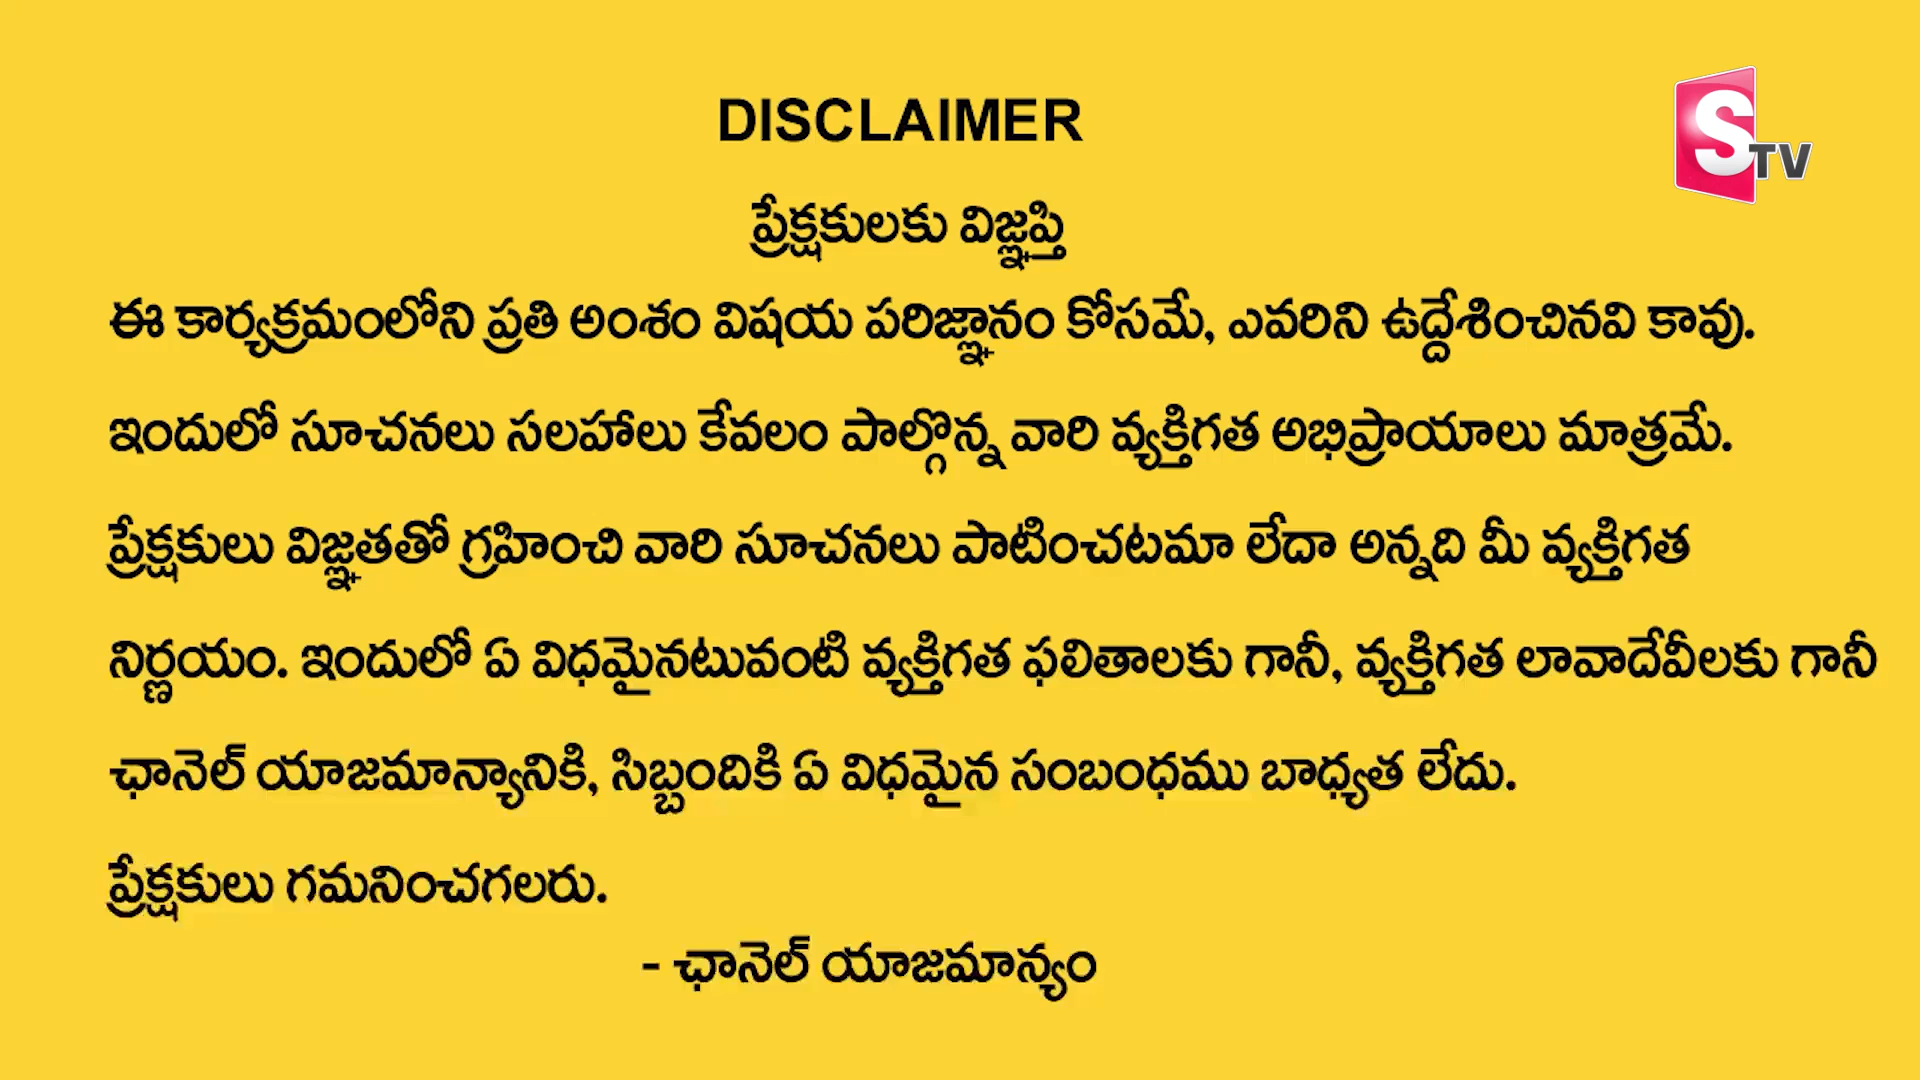 DISCLAIMER
STV
ప్రేక్షకులకు విజ్ఞప్తి
ఈ కార్యక్రమంలోని ప్రతి అంశం విషయ పరిజ్ఞానం కోసమే, ఎవరిని ఉద్దేశించినవి కావు.
ఇందులో సూచనలు సలహాలు కేవలం పాల్గొన్న వారి వ్యక్తిగత అభిప్రాయాలు మాత్రమే.
ప్రేక్షకులు విజ్ఞతతో గ్రహించి వారి సూచనలు పాటించటమా లేదా అన్నది మీ వ్యక్తిగత
నిర్ణయం. ఇందులో ఏ విధమైనటువంటి వ్యక్తిగత ఫలితాలకు గానీ, వ్యక్తిగత లావాదేవీలకు గానీ
ఛానెల్ యాజమాన్యానికి, సిబ్బందికి ఏ విధమైన సంబంధము బాధ్యత లేదు.
ప్రేక్షకులు గమనించగలరు.
- ఛానెల్ యాజమాన్యం